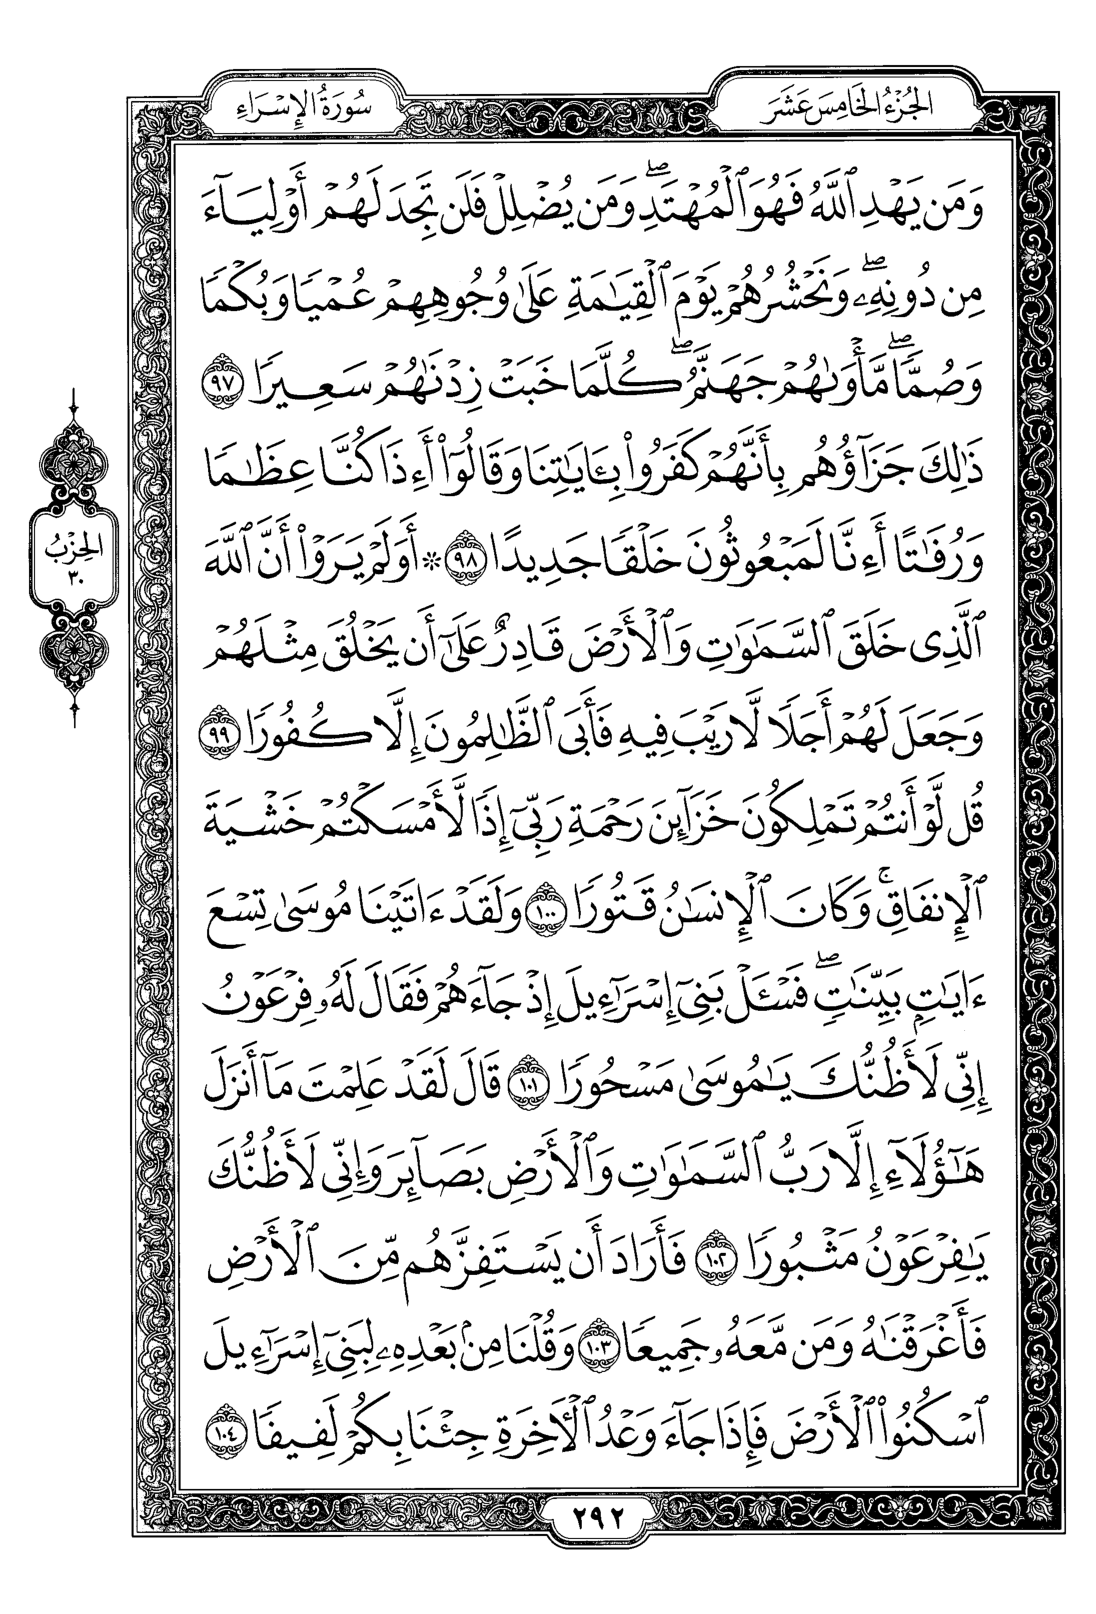 الجُزْءُ الخَامِسَ عَشَرَ
سُورَةُ الإِسْرَاءِ
وَمَن يَهْدِ ٱللَّهُ فَهُوَ ٱلْمُهْتَدِۖ وَمَن يُضْلِلْ فَلَن تَجِدَ لَهُمْ أَوْلِيَآءَ
مِن دُونِهِۦۖ وَنَحْشُرُهُمْ يَوْمَ ٱلْقِيَٰمَةِ عَلَىٰ وُجُوهِهِمْ عُمْيًا وَبُكْمًا
وَصُمًّاۖ مَّأْوَىٰهُمْ جَهَنَّمُۖ كُلَّمَا خَبَتْ زِدْنَٰهُمْ سَعِيرًا ٩٧
ذَٰلِكَ جَزَآؤُهُم بِأَنَّهُمْ كَفَرُوا۟ بِـَٔايَٰتِنَا وَقَالُوٓا۟ أَءِذَا كُنَّا عِظَٰمًا
وَرُفَٰتًا أَءِنَّا لَمَبْعُوثُونَ خَلْقًا جَدِيدًا ٩٨ * أَوَلَمْ يَرَوْا۟ أَنَّ ٱللَّهَ
ٱلَّذِى خَلَقَ ٱلسَّمَٰوَٰتِ وَٱلْأَرْضَ قَادِرٌ عَلَىٰٓ أَن يَخْلُقَ مِثْلَهُمْ
وَجَعَلَ لَهُمْ أَجَلًا لَّا رَيْبَ فِيهِ فَأَبَى ٱلظَّٰلِمُونَ إِلَّا كُفُورًا ٩٩
قُل لَّوْ أَنتُمْ تَمْلِكُونَ خَزَآئِنَ رَحْمَةِ رَبِّىٓ إِذًا لَّأَمْسَكْتُمْ خَشْيَةَ
ٱلْإِنفَاقِۚ وَكَانَ ٱلْإِنسَٰنُ قَتُورًا ١٠٠ وَلَقَدْ ءَاتَيْنَا مُوسَىٰ تِسْعَ
ءَايَٰتٍۭ بَيِّنَٰتٍۖ فَسْـَٔلْ بَنِىٓ إِسْرَٰٓءِيلَ إِذْ جَآءَهُمْ فَقَالَ لَهُۥ فِرْعَوْنُ
إِنِّى لَأَظُنُّكَ يَٰمُوسَىٰ مَسْحُورًا ١٠١ قَالَ لَقَدْ عَلِمْتَ مَآ أَنزَلَ
هَٰٓؤُلَآءِ إِلَّا رَبُّ ٱلسَّمَٰوَٰتِ وَٱلْأَرْضِ بَصَآئِرَ وَإِنِّى لَأَظُنُّكَ
يَٰفِرْعَوْنُ مَثْبُورًا ١٠٢ فَأَرَادَ أَن يَسْتَفِزَّهُم مِّنَ ٱلْأَرْضِ
فَأَغْرَقْنَٰهُ وَمَن مَّعَهُۥ جَمِيعًا ١٠٣ وَقُلْنَا مِنۢ بَعْدِهِۦ لِبَنِىٓ إِسْرَٰٓءِيلَ
ٱسْكُنُوا۟ ٱلْأَرْضَ فَإِذَا جَآءَ وَعْدُ ٱلْـَٔاخِرَةِ جِئْنَا بِكُمْ لَفِيفًا ١٠٤
الحِزْبُ
٣٠
٢٩٢